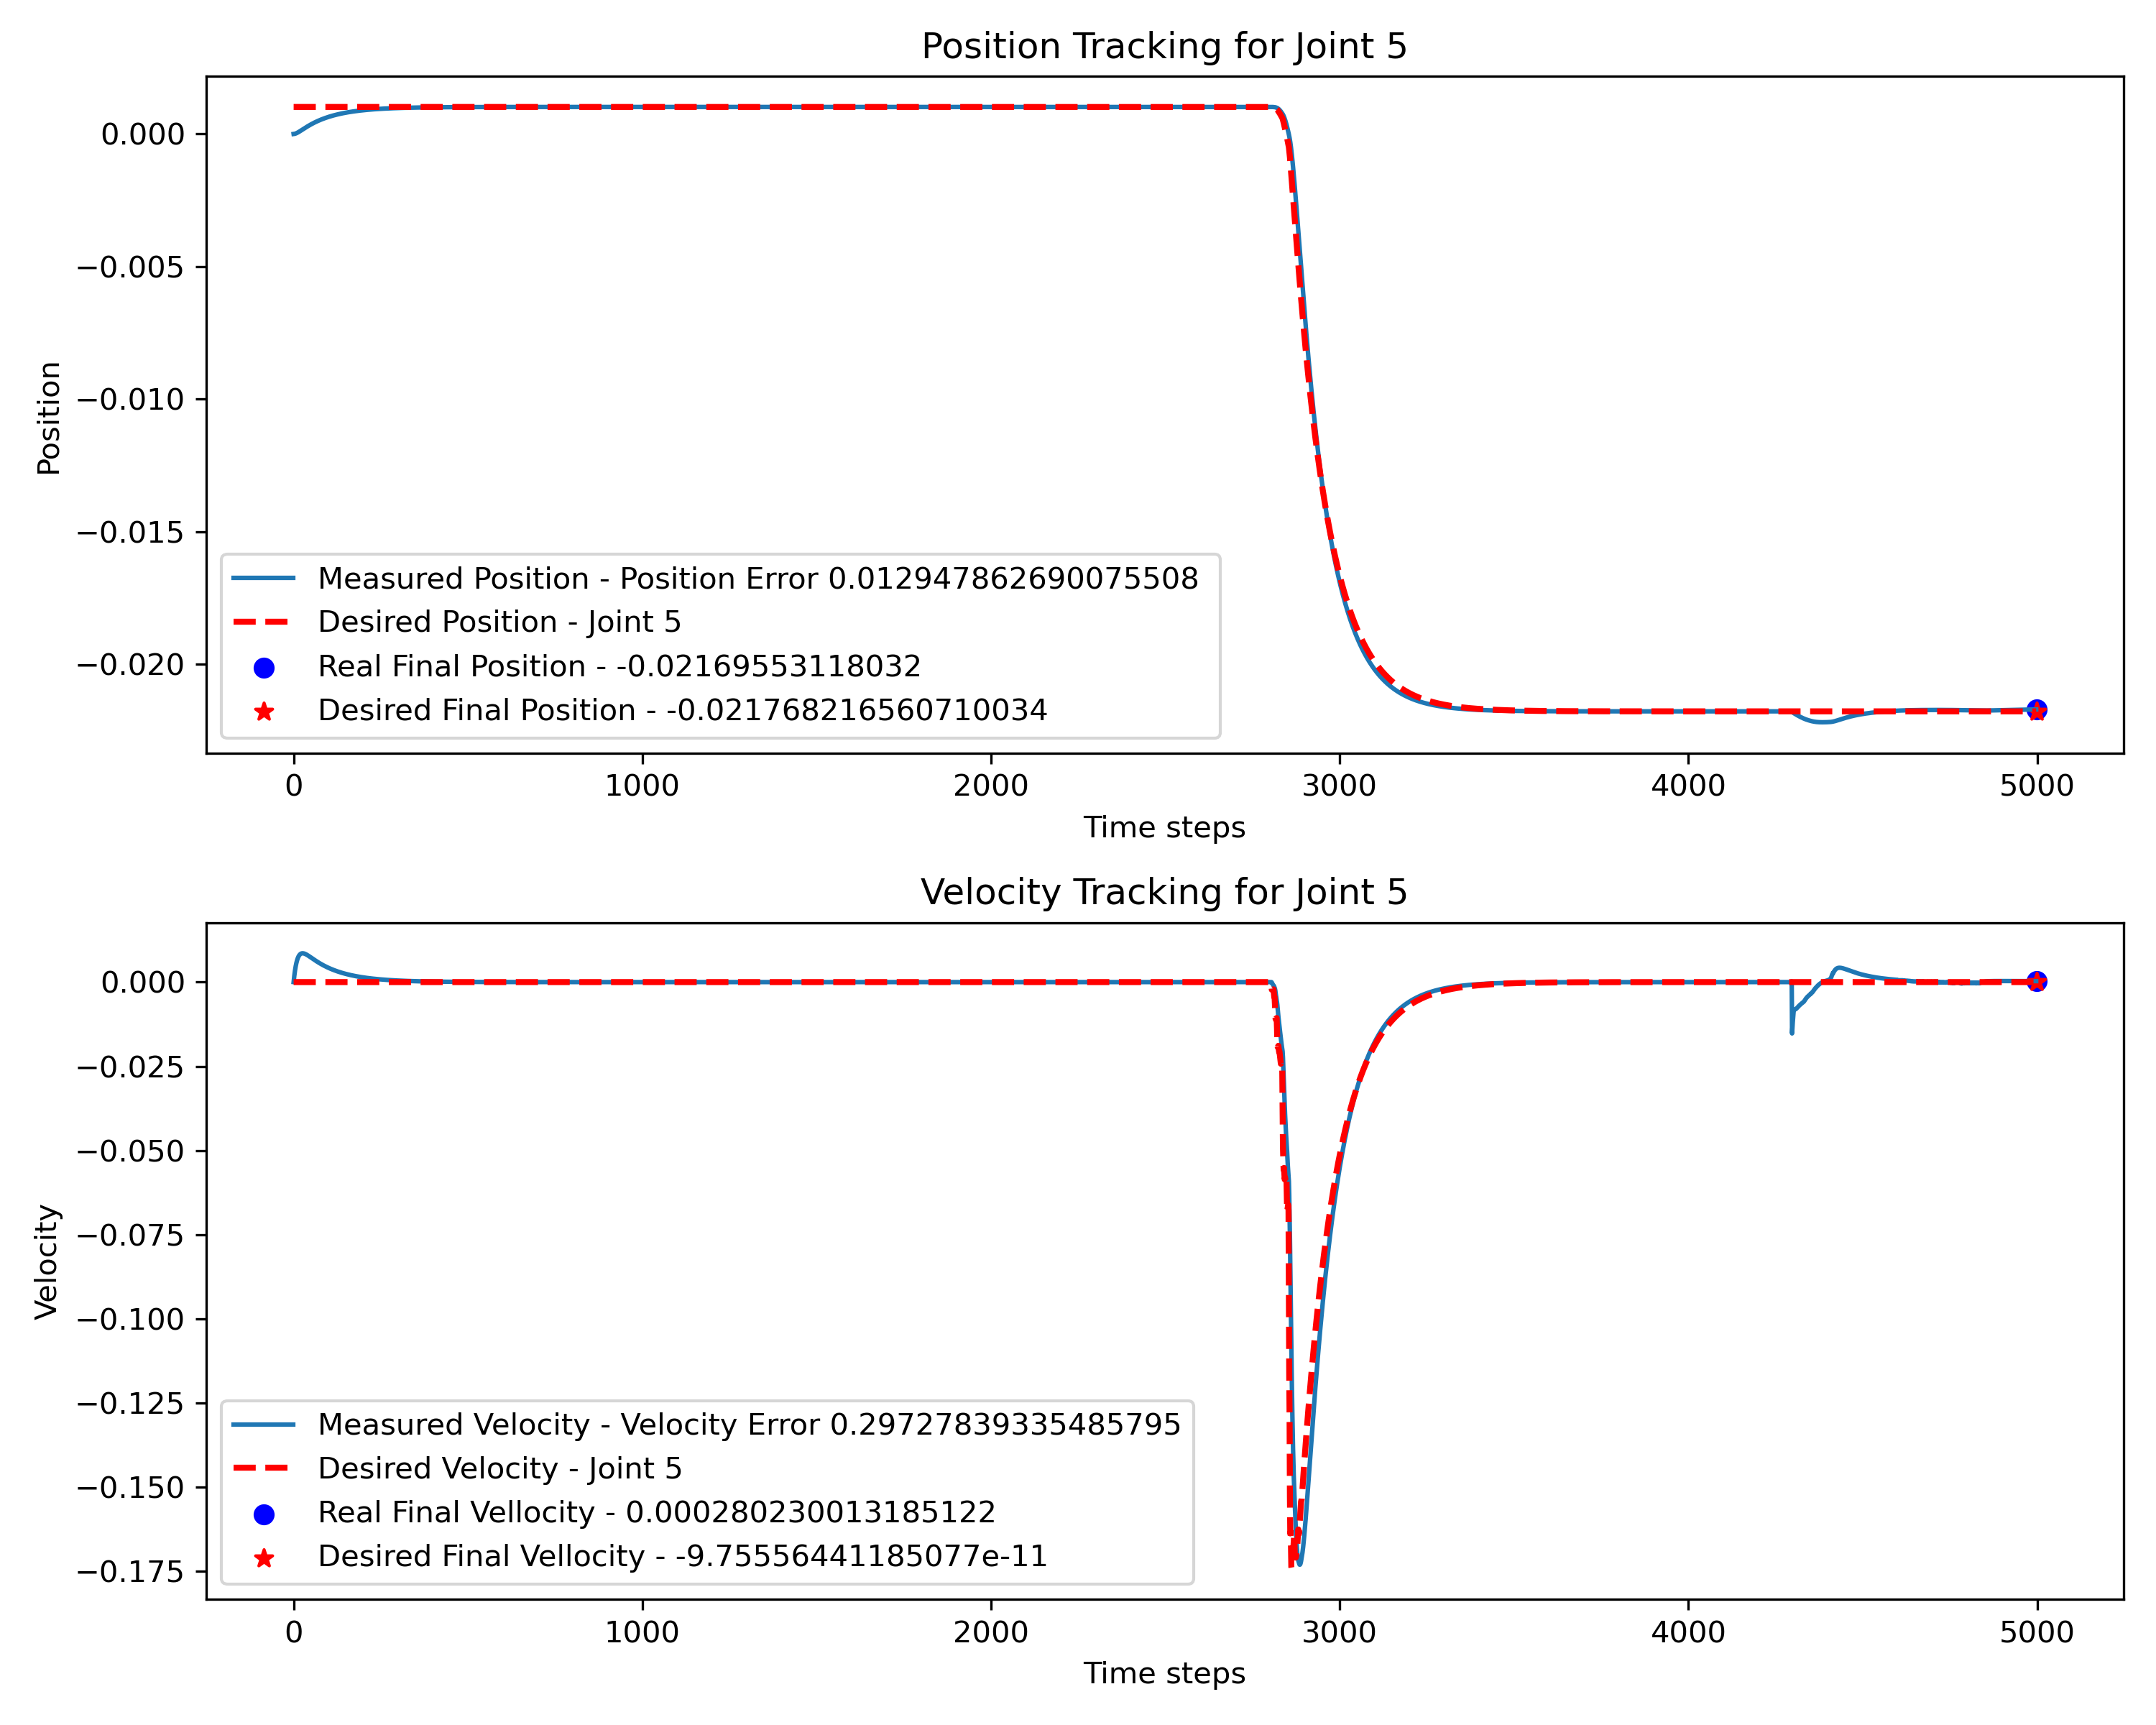 Position Tracking for Joint 5
0.000
−0.005
−0.010
−0.015
−0.020
Position
Measured Position - Position Error 0.012947862690075508
Desired Position - Joint 5
Real Final Position - -0.02169553118032
Desired Final Position - -0.021768216560710034
0 1000 2000 3000 4000 5000
Time steps
Velocity Tracking for Joint 5
0.000
−0.025
−0.050
−0.075
−0.100
−0.125
−0.150
−0.175
Velocity
Measured Velocity - Velocity Error 0.29727839335485795
Desired Velocity - Joint 5
Real Final Vellocity - 0.000280230013185122
Desired Final Vellocity - -9.75556441185077e-11
0 1000 2000 3000 4000 5000
Time steps